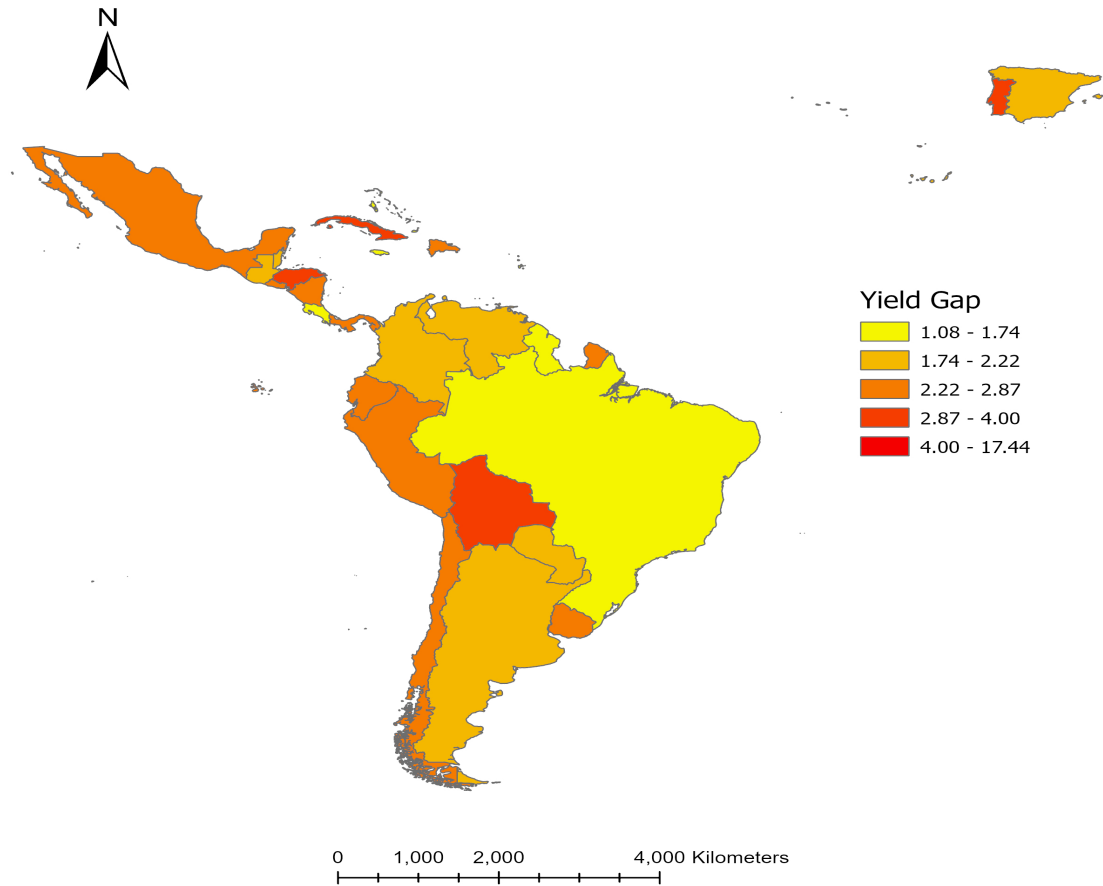 N
Yield Gap
1.08 - 1.74
1.74 - 2.22
2.22 - 2.87
2.87 - 4.00
4.00 - 17.44
0 1,000 2,000 4,000 Kilometers